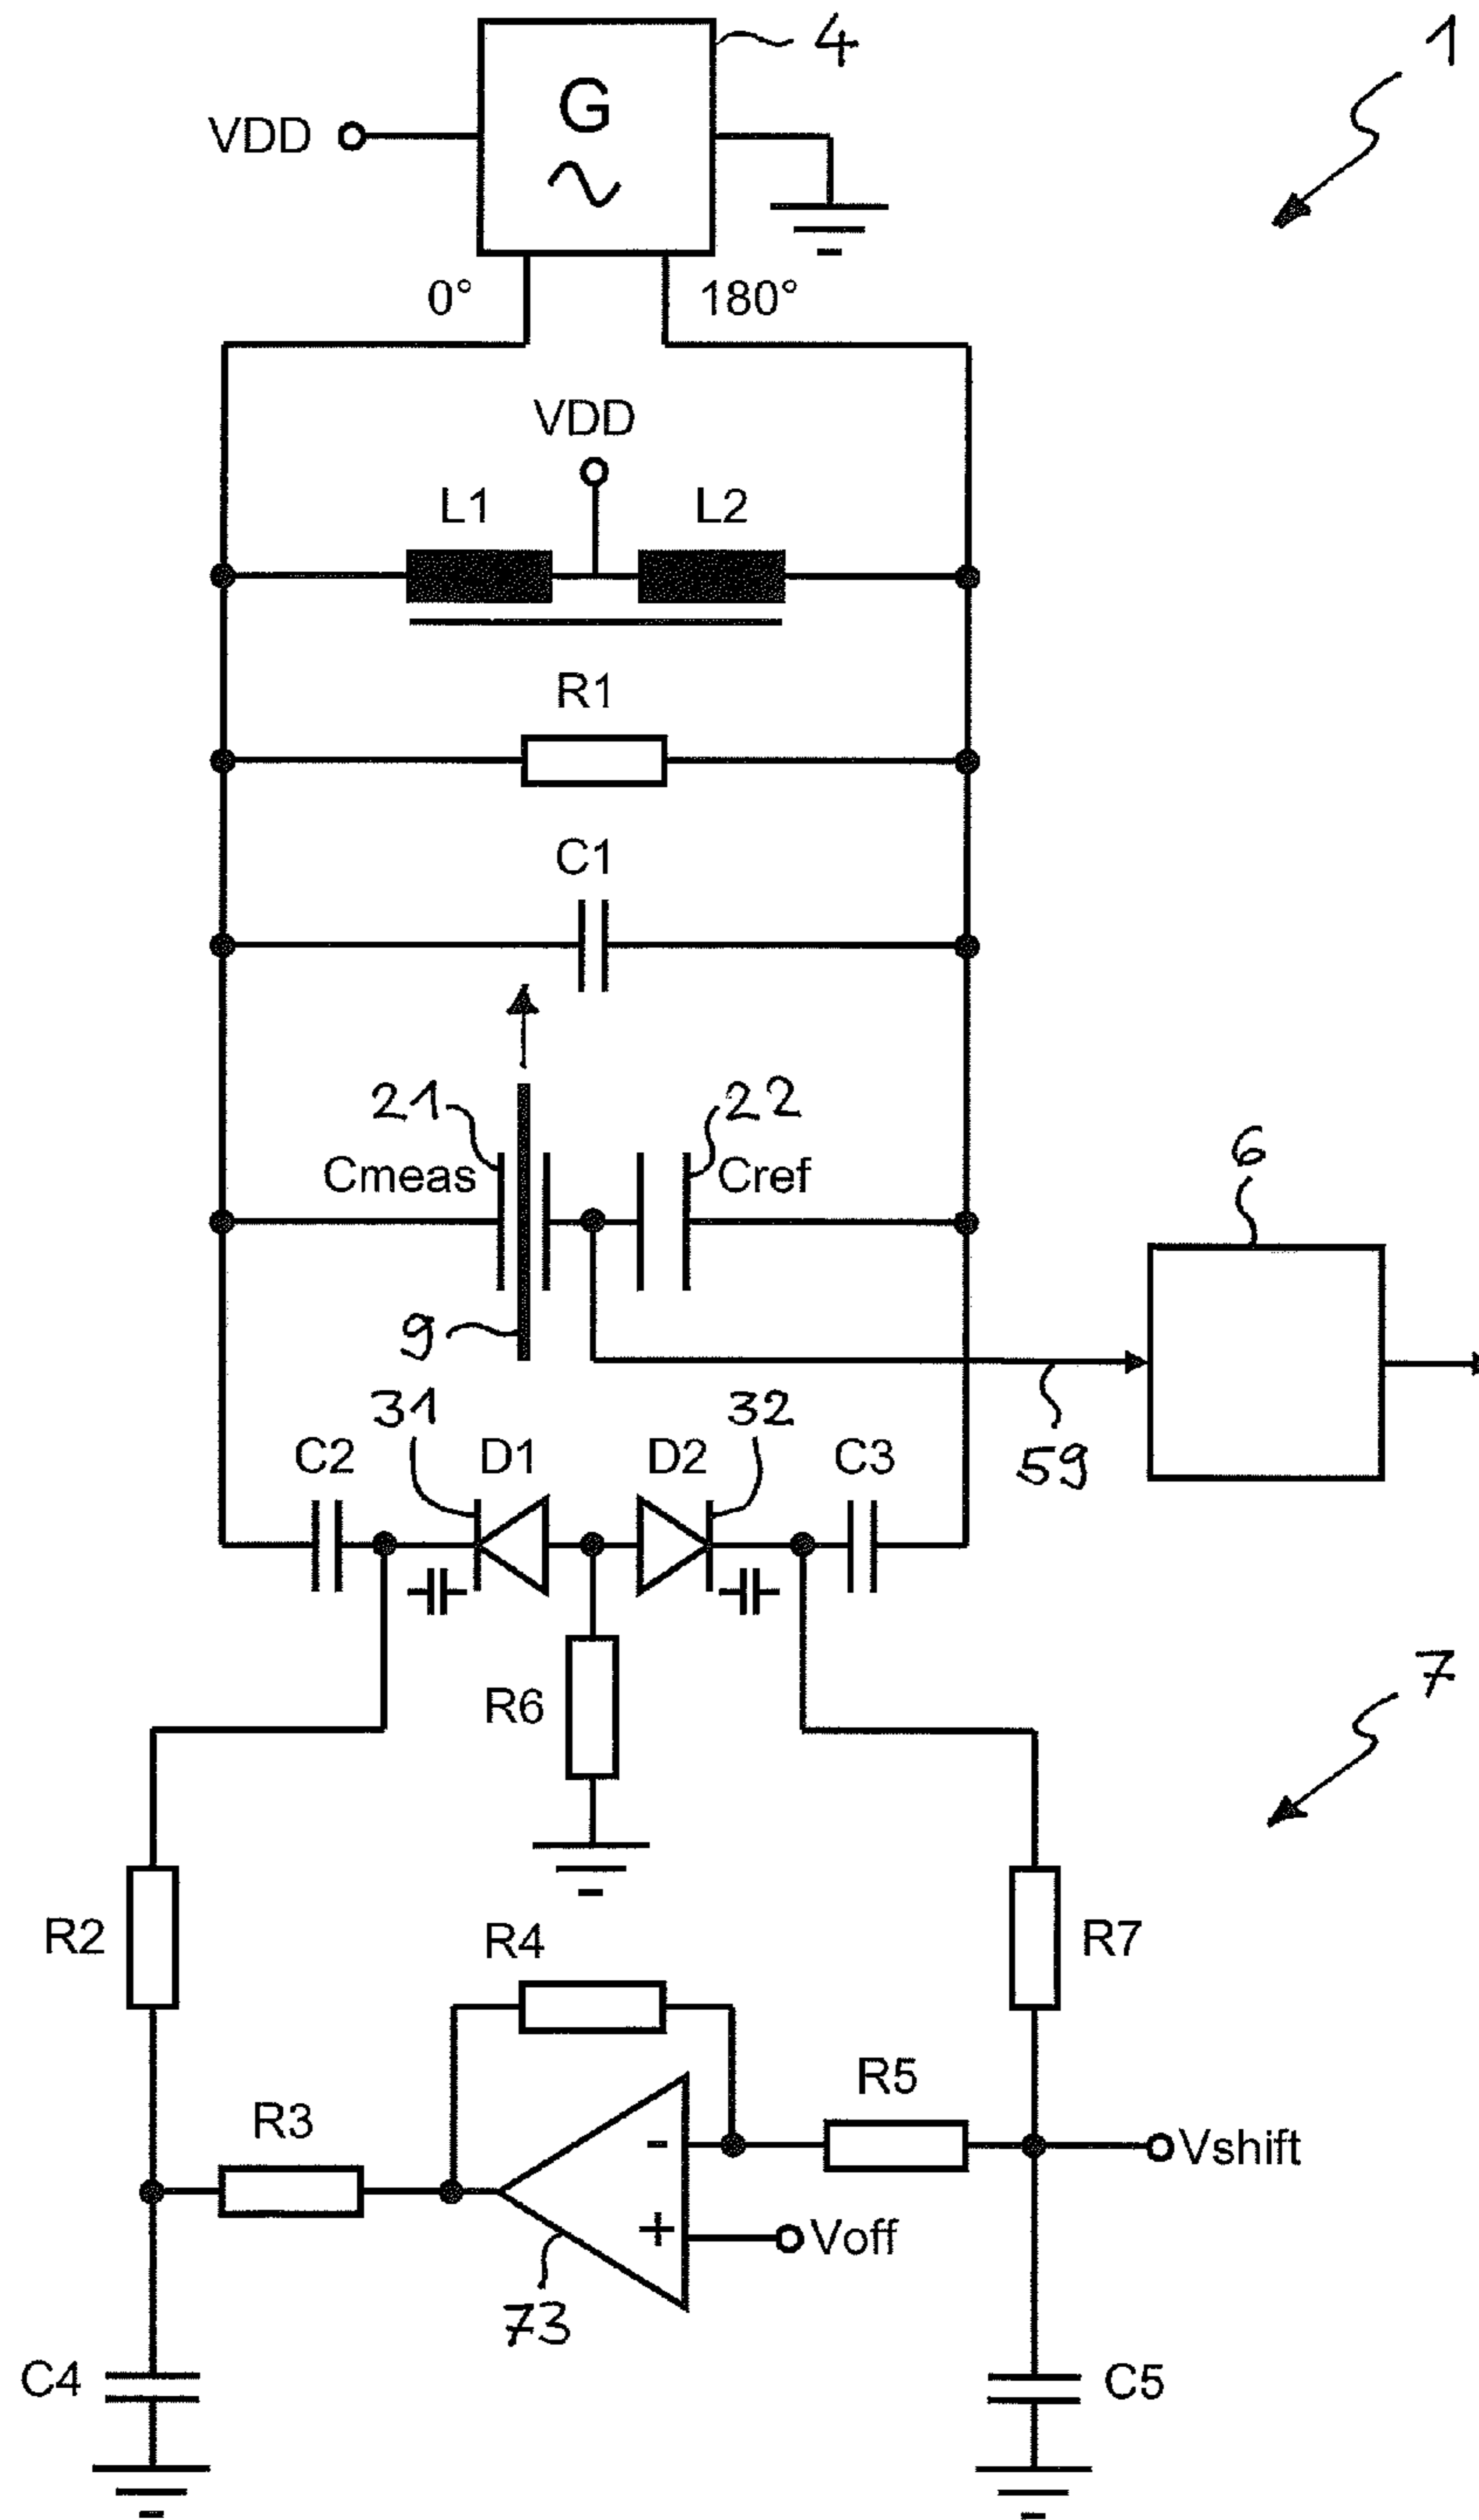 4
1
G
VDD
0°
180°
VDD
L1
L2
R1
C1
21
22
Cmeas
Cref
6
9
31
32
59
C2
D1
D2
C3
R6
7
R2
R4
R7
R5
R3
-
Vshift
+
Voff
73
C4
C5